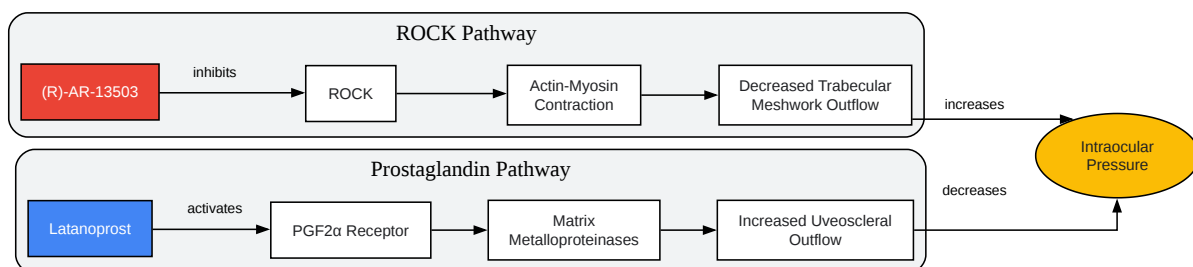 ROCK Pathway
(R)-AR-13503
inhibits
ROCK
Actin-Myosin
Contraction
Decreased Trabecular
Meshwork Outflow
increases
Intraocular
Pressure
Prostaglandin Pathway
Latanoprost
activates
PGF2α Receptor
Matrix
Metalloproteinases
Increased Uveoscleral
Outflow
decreases